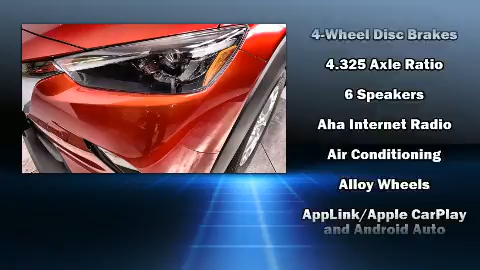 4-Wheel Disc Brakes
4.325 Axle Ratio
6 Speakers
Aha Internet Radio
Air Conditioning
Alloy Wheels
AppLink/Apple CarPlay
and Android Auto